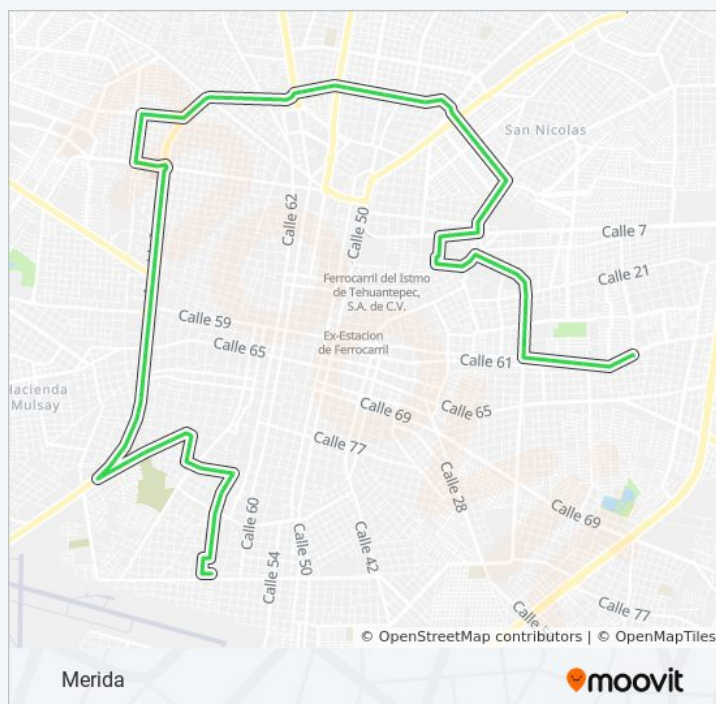 San Nicolas
Calle 62
Calle 50
Calle 7
Calle 21
Ferrocarril del Istmo
de Tehuantepec,
S.A. de C.V.
Calle 59
Calle 65
Ex-Estacion
de Ferrocarril
Calle 61
Hacienda
Mulsay
Calle 69
Calle 65
Calle 77
Calle 28
Calle 60
Calle 54
Calle 50
Calle 42
Calle 69
Calle 77
Calle
© OpenStreetMap contributors | © OpenMapTiles
Merida
moovit